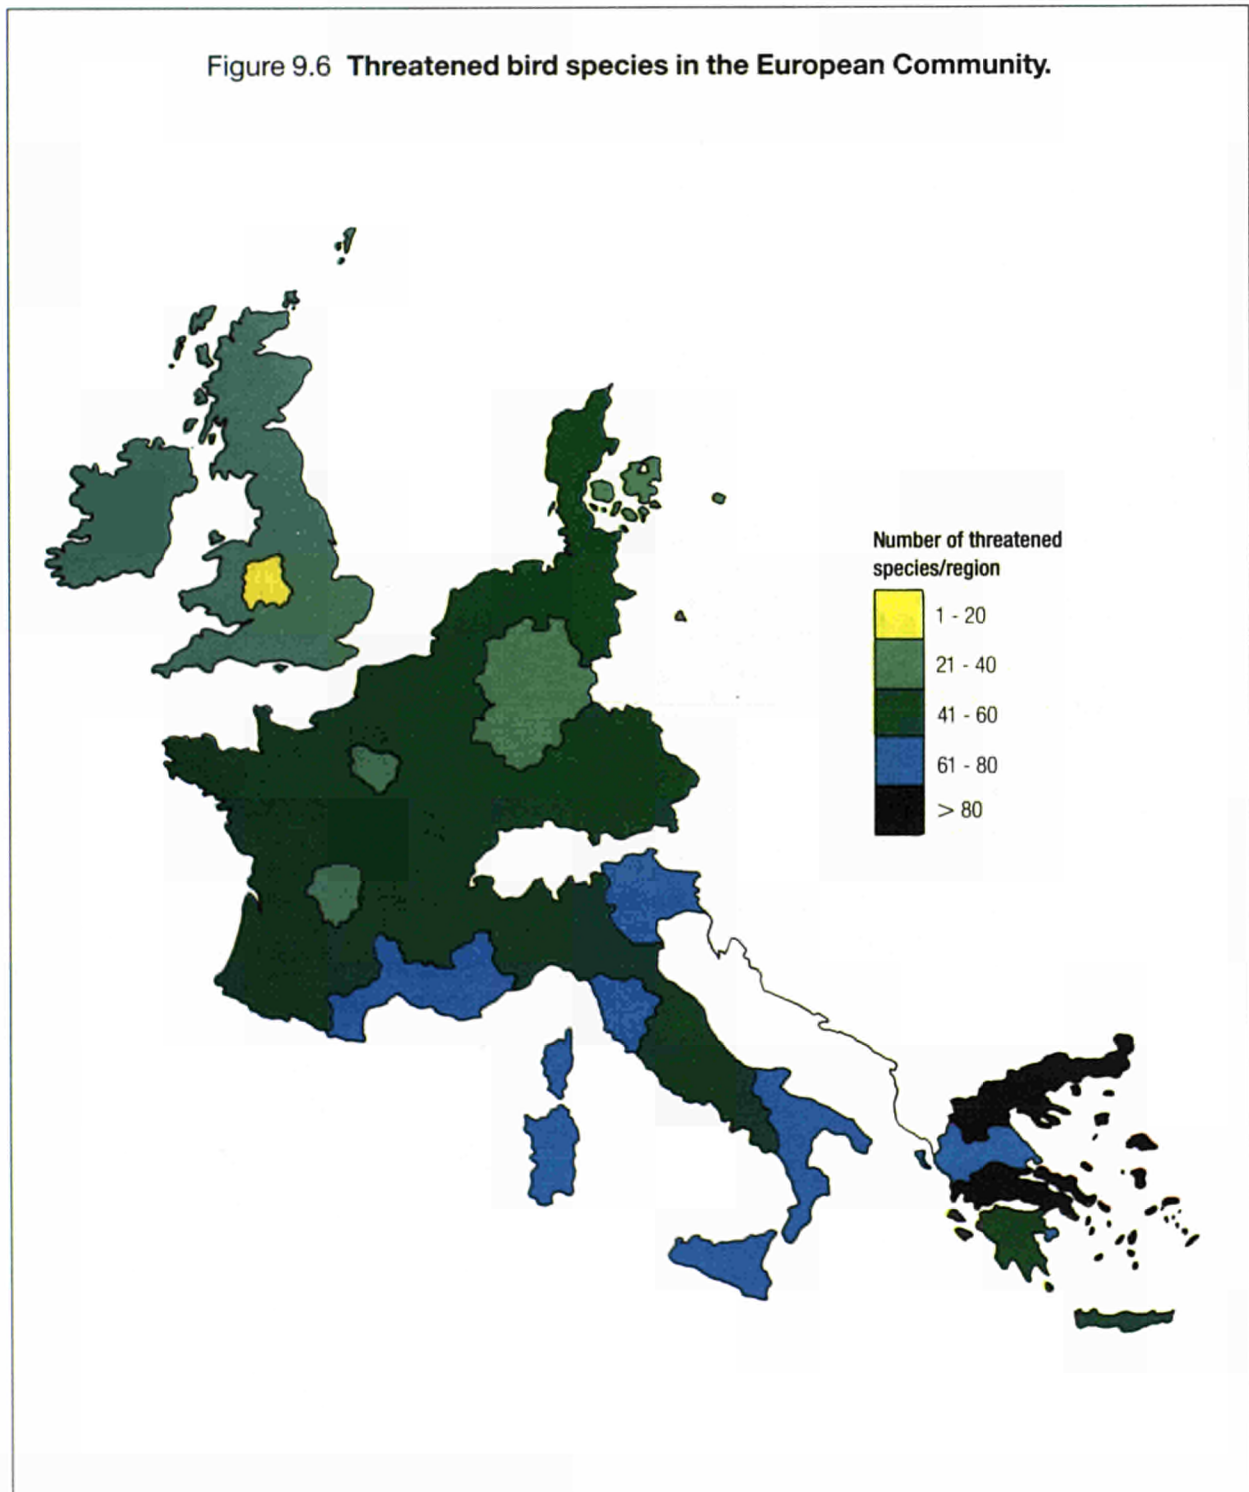 Figure 9.6 Threatened bird species in the European Community.
Number of threatened
species/region
1 - 20
21 - 40
41 - 60
61 - 80
> 80